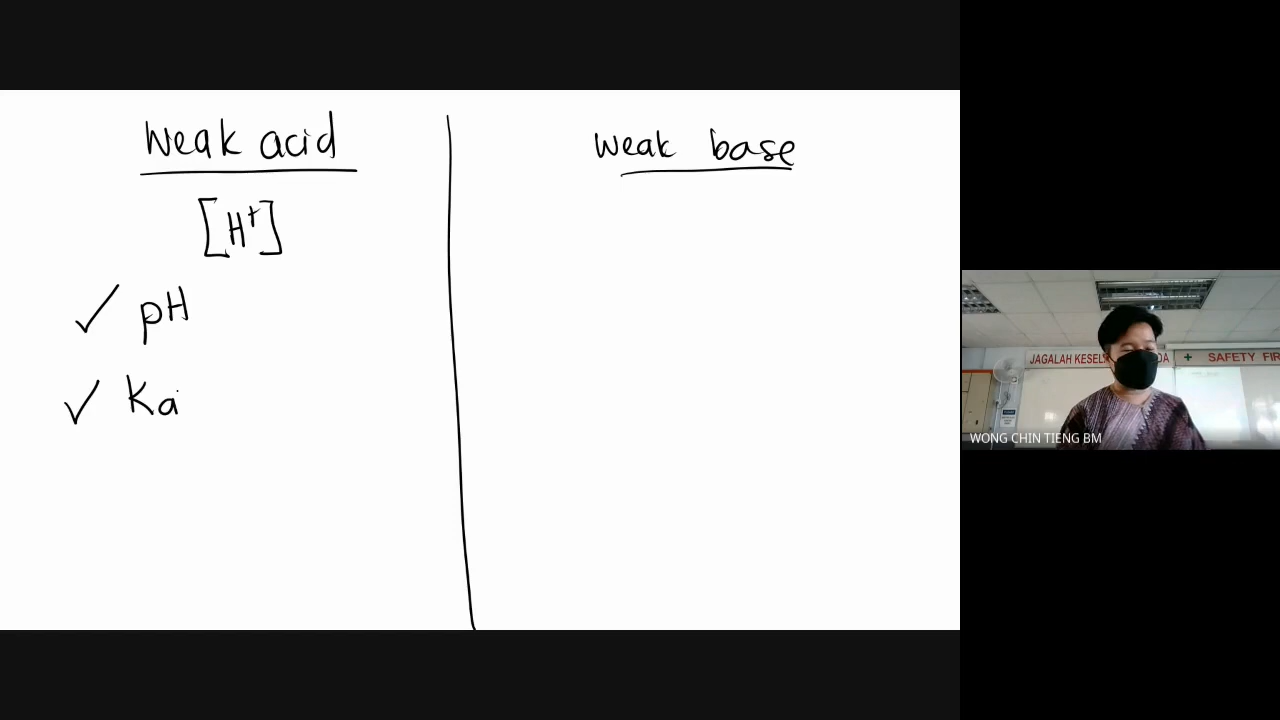 Weak acid
[H⁺]
✓ pH
✓ Ka
weak base
JAGALAH KESEL
DA
+ SAFETY FIR
WONG CHIN TIENG BM